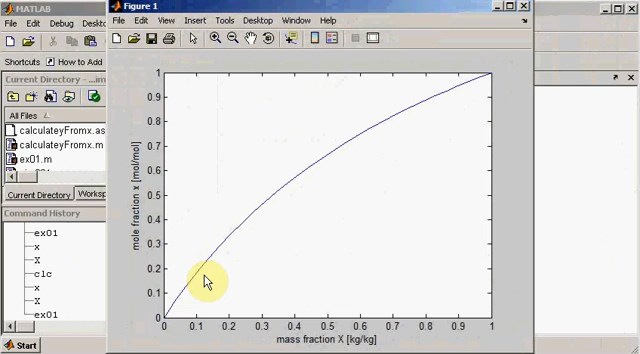 MATLAB
File Edit Debug
Shortcuts How to Add
Current Directory - ...im
All Files
calculateyFromx.as
calculateyFromx.m
ex01.m
Current Directory Worksp
Command History
ex01
x
X
clc
x
X
ex01
Start
Figure 1
File Edit View Insert Tools Desktop Window Help
1
0.9
0.8
0.7
0.6
0.5
0.4
0.3
0.2
0.1
0
mole fraction x [mol/mol]
0 0.1 0.2 0.3 0.4 0.5 0.6 0.7 0.8 0.9 1
mass fraction X [kg/kg]